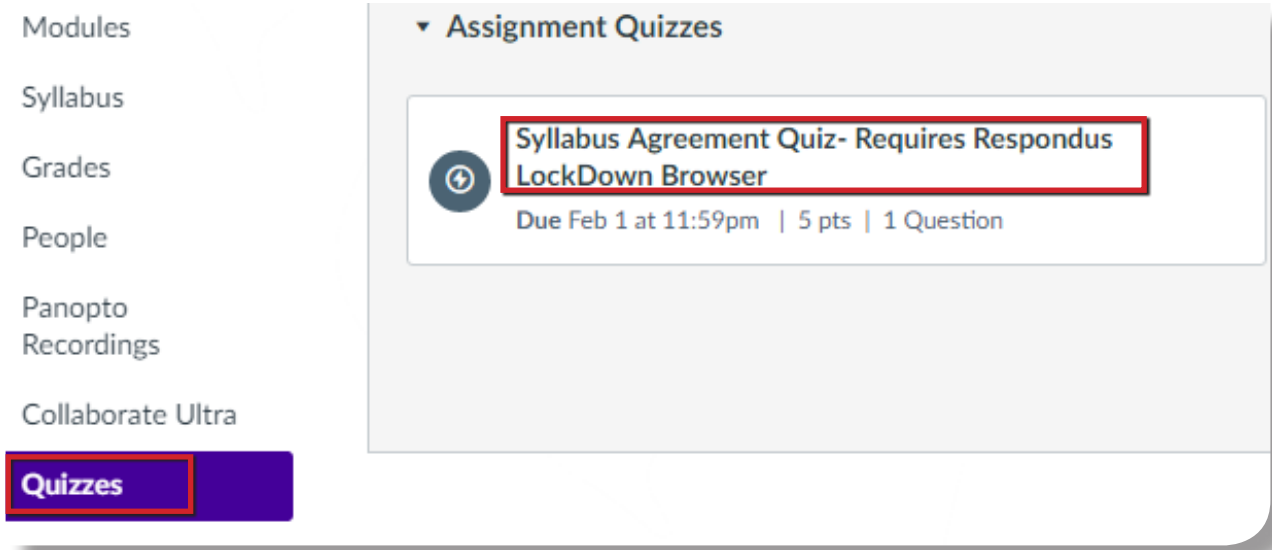 Modules
Syllabus
Grades
People
Panopto
Recordings
Collaborate Ultra
Quizzes
▾ Assignment Quizzes
Syllabus Agreement Quiz- Requires Respondus
LockDown Browser
Due Feb 1 at 11:59pm | 5 pts | 1 Question